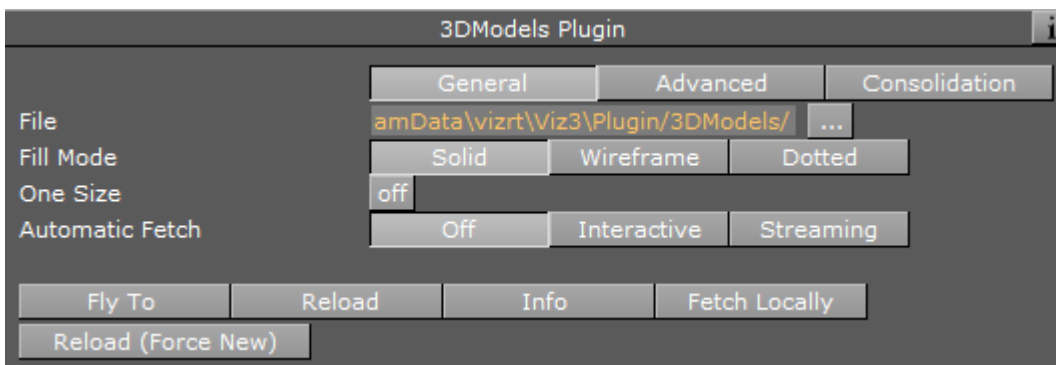 3DModels Plugin i
General Advanced Consolidation
File amData\vizrt\Viz3\Plugin/3DModels/ ...
Fill Mode Solid Wireframe Dotted
One Size off
Automatic Fetch Off Interactive Streaming
Fly To Reload Info Fetch Locally
Reload (Force New)